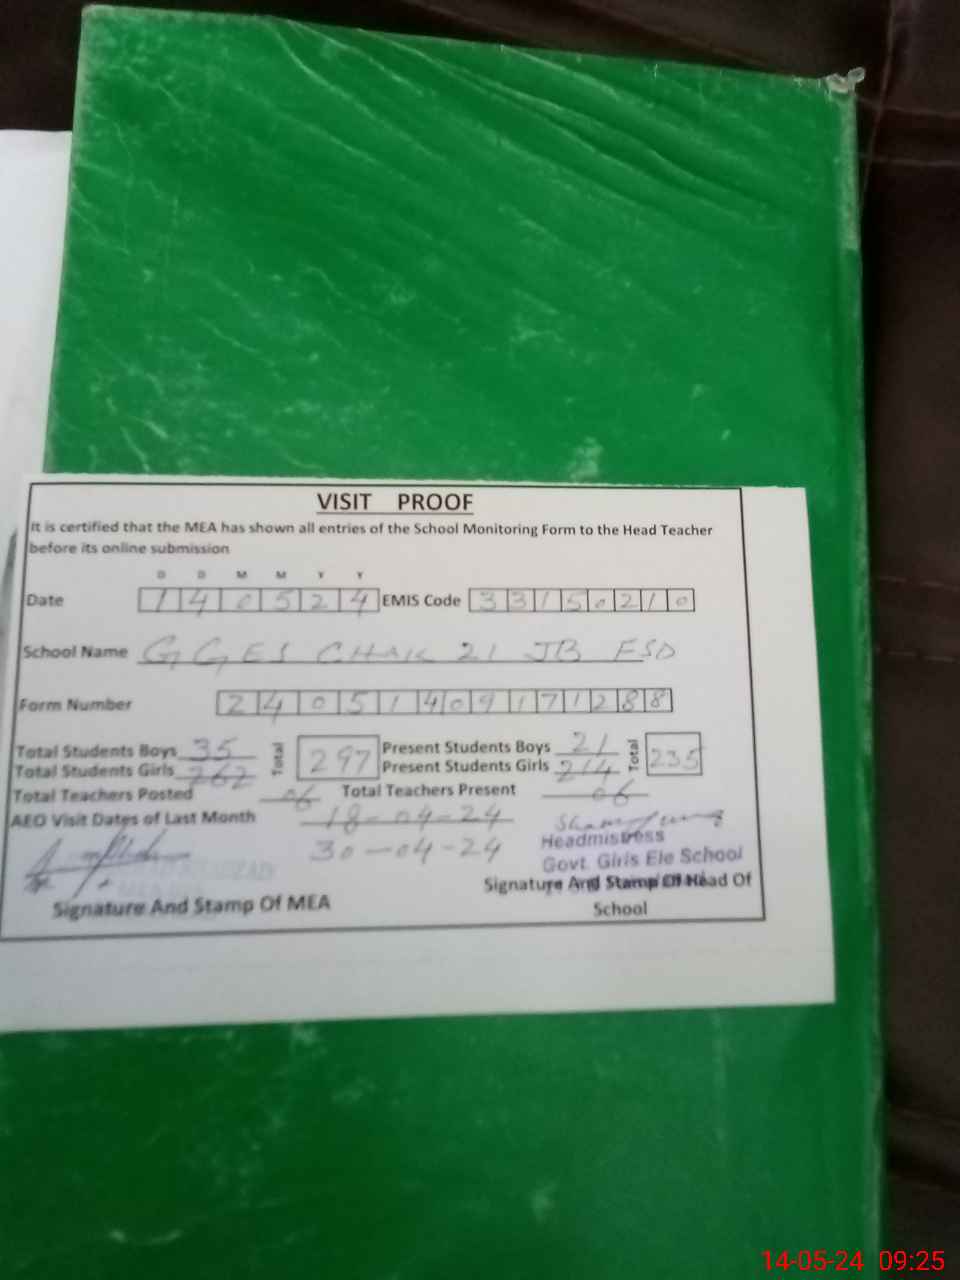 VISIT PROOF
It is certified that the MEA has shown all entries of the School Monitoring Form to the Head Teacher
before its online submission
D D M M Y Y
Date 1 4 0 5 2 4 EMIS Code 3 3 1 5 0 2 1 0
School Name GGES CHAK 21 JB FSD
Form Number 2 4 0 5 1 4 0 9 1 7 1 2 8 8
Total Students Boys 35 Total 297 Present Students Boys 21 Total 235
Total Students Girls 262 Present Students Girls 214
Total Teachers Posted 06 Total Teachers Present 06
AEO Visit Dates of Last Month 18-04-24
30-04-24
Headmistress
Govt. Girls Ele School
Signature And Stamp Of MEA
Signature And Stamp Of Head Of
School
14-05-24 09:25